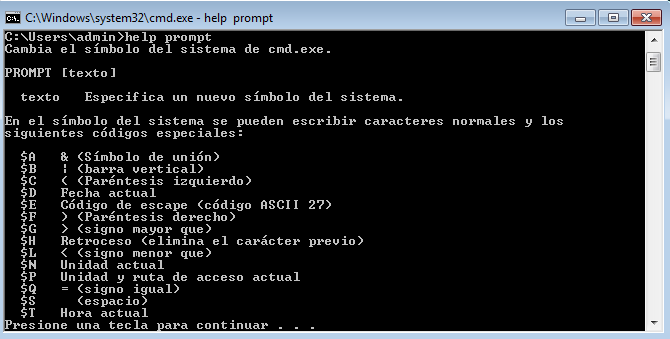 C:\Windows\system32\cmd.exe - help prompt
C:\Users\admin>help prompt
Cambia el símbolo del sistema de cmd.exe.
PROMPT [texto]
texto Especifica un nuevo símbolo del sistema.
En el símbolo del sistema se pueden escribir caracteres normales y los
siguientes códigos especiales:
$A & (Símbolo de unión)
$B ¦ (barra vertical)
$C ( (Paréntesis izquierdo)
$D Fecha actual
$E Código de escape (código ASCII 27)
$F ) (Paréntesis derecho)
$G > (signo mayor que)
$H Retroceso (elimina el carácter previo)
$L < (signo menor que)
$N Unidad actual
$P Unidad y ruta de acceso actual
$Q = (signo igual)
$S (espacio)
$T Hora actual
Presione una tecla para continuar . . .